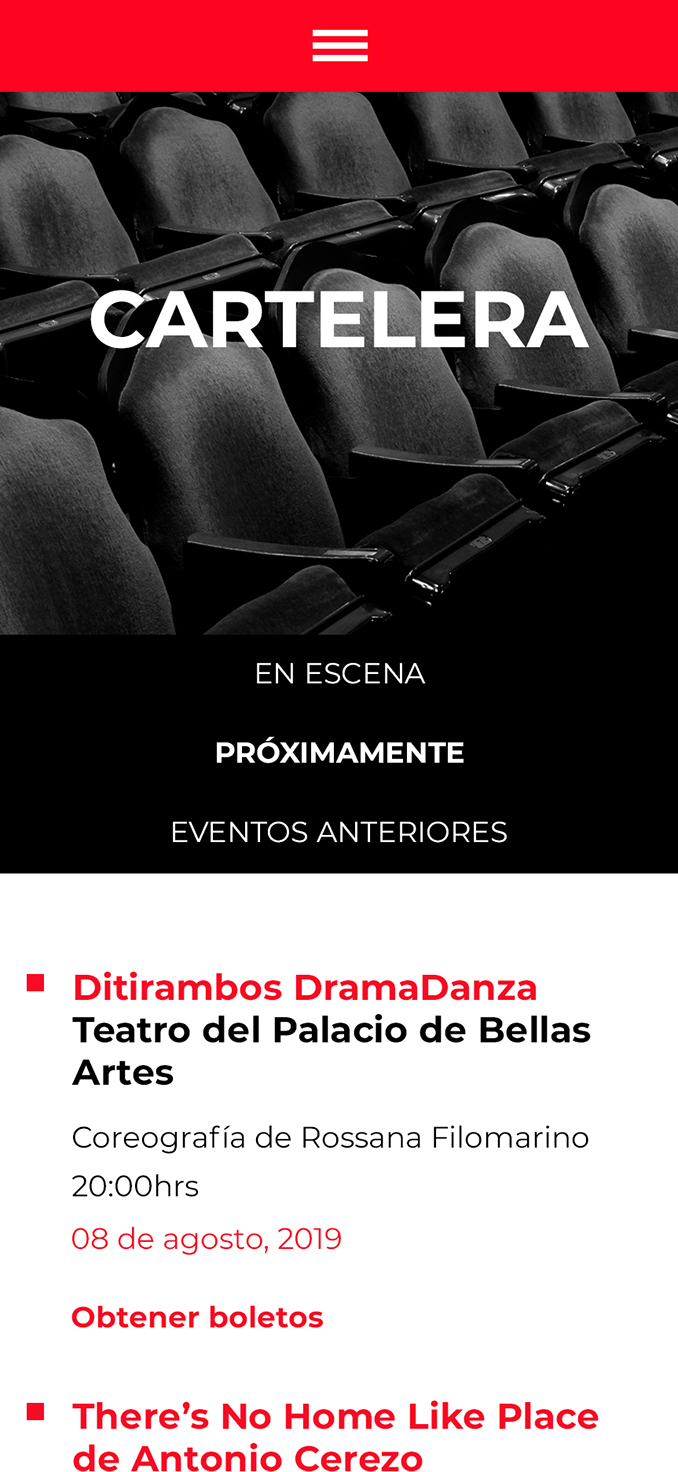 CARTELERA
EN ESCENA
PRÓXIMAMENTE
EVENTOS ANTERIORES
Ditirambos DramaDanza
Teatro del Palacio de Bellas
Artes
Coreografía de Rossana Filomarino
20:00hrs
08 de agosto, 2019
Obtener boletos
There’s No Home Like Place
de Antonio Cerezo